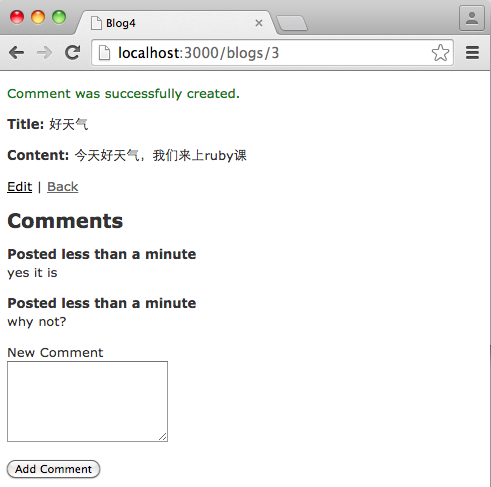 Blog4
localhost:3000/blogs/3
Comment was successfully created.
Title: 好天气
Content: 今天好天气，我们来上ruby课
Edit | Back
Comments
Posted less than a minute
yes it is
Posted less than a minute
why not?
New Comment
Add Comment